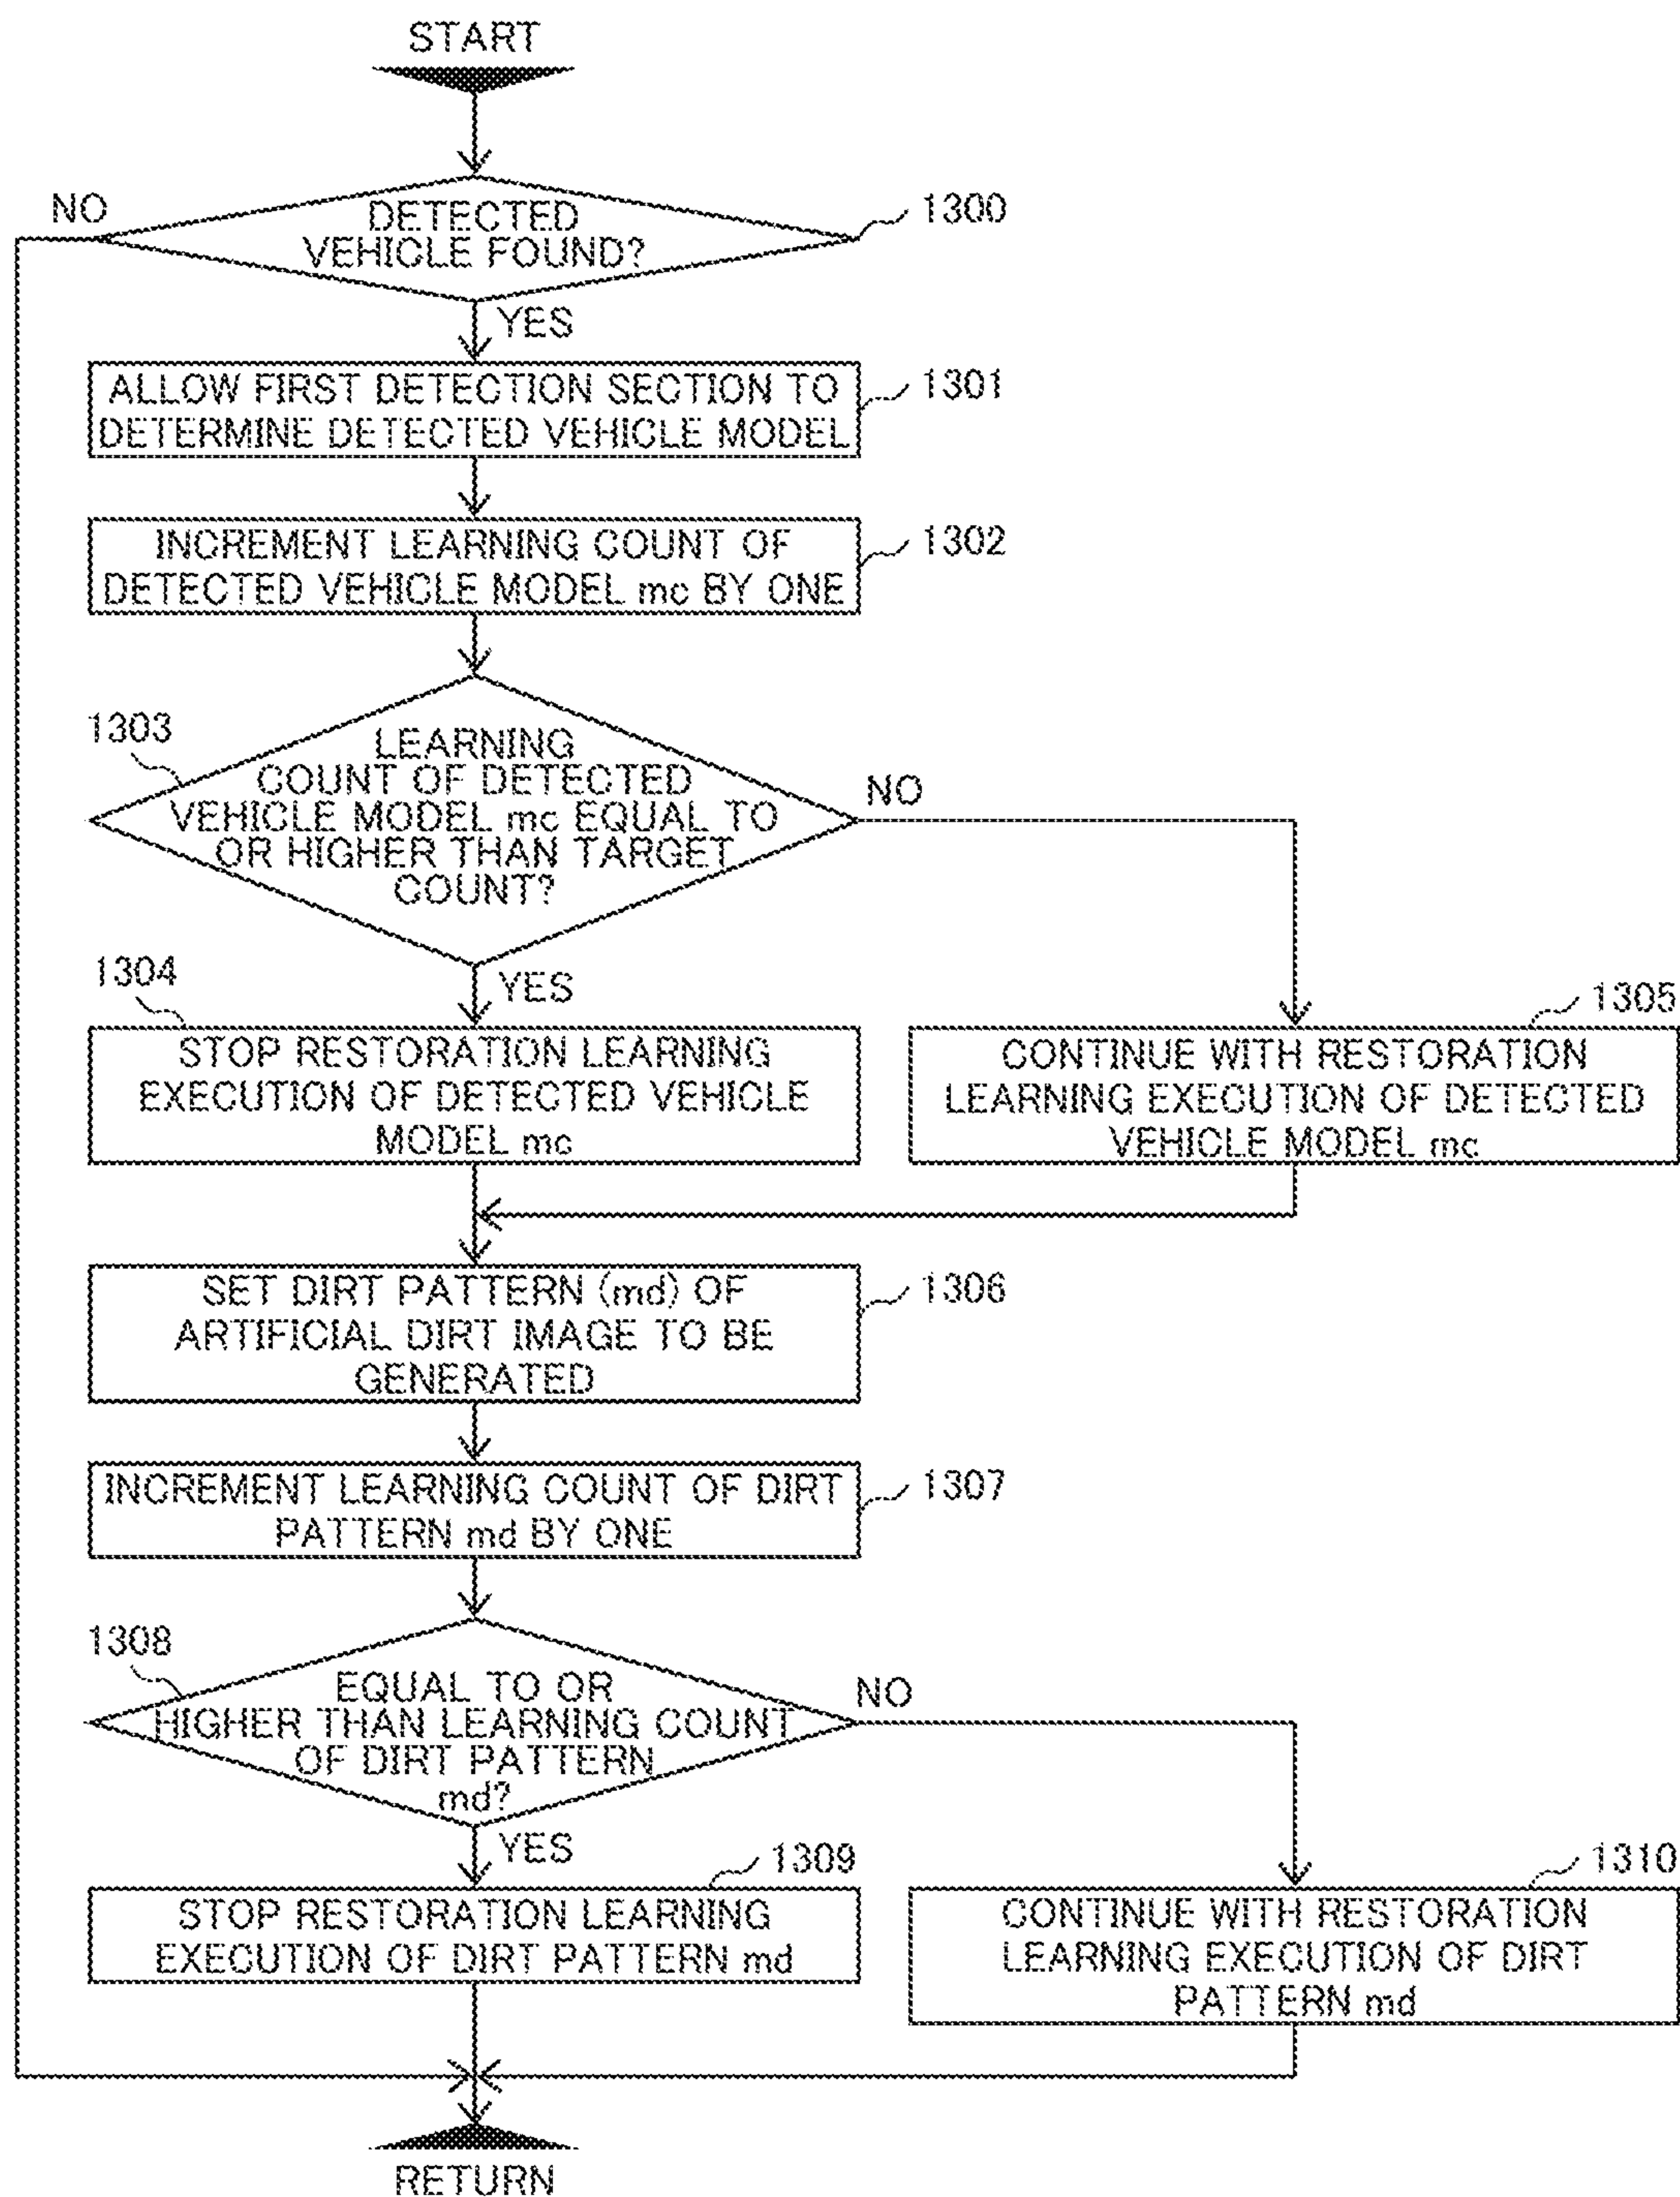 START
NO
DETECTED
VEHICLE FOUND?
1300
YES
ALLOW FIRST DETECTION SECTION TO
DETERMINE DETECTED VEHICLE MODEL
1301
INCREMENT LEARNING COUNT OF
DETECTED VEHICLE MODEL mc BY ONE
1302
1303
LEARNING
COUNT OF DETECTED
VEHICLE MODEL mc EQUAL TO
OR HIGHER THAN TARGET
COUNT?
NO
YES
1304
STOP RESTORATION LEARNING
EXECUTION OF DETECTED VEHICLE
MODEL mc
1305
CONTINUE WITH RESTORATION
LEARNING EXECUTION OF DETECTED
VEHICLE MODEL mc
SET DIRT PATTERN (md) OF
ARTIFICIAL DIRT IMAGE TO BE
GENERATED
1306
INCREMENT LEARNING COUNT OF DIRT
PATTERN md BY ONE
1307
1308
EQUAL TO OR
HIGHER THAN LEARNING COUNT
OF DIRT PATTERN
md?
NO
YES
1309
STOP RESTORATION LEARNING
EXECUTION OF DIRT PATTERN md
1310
CONTINUE WITH RESTORATION
LEARNING EXECUTION OF DIRT
PATTERN md
RETURN